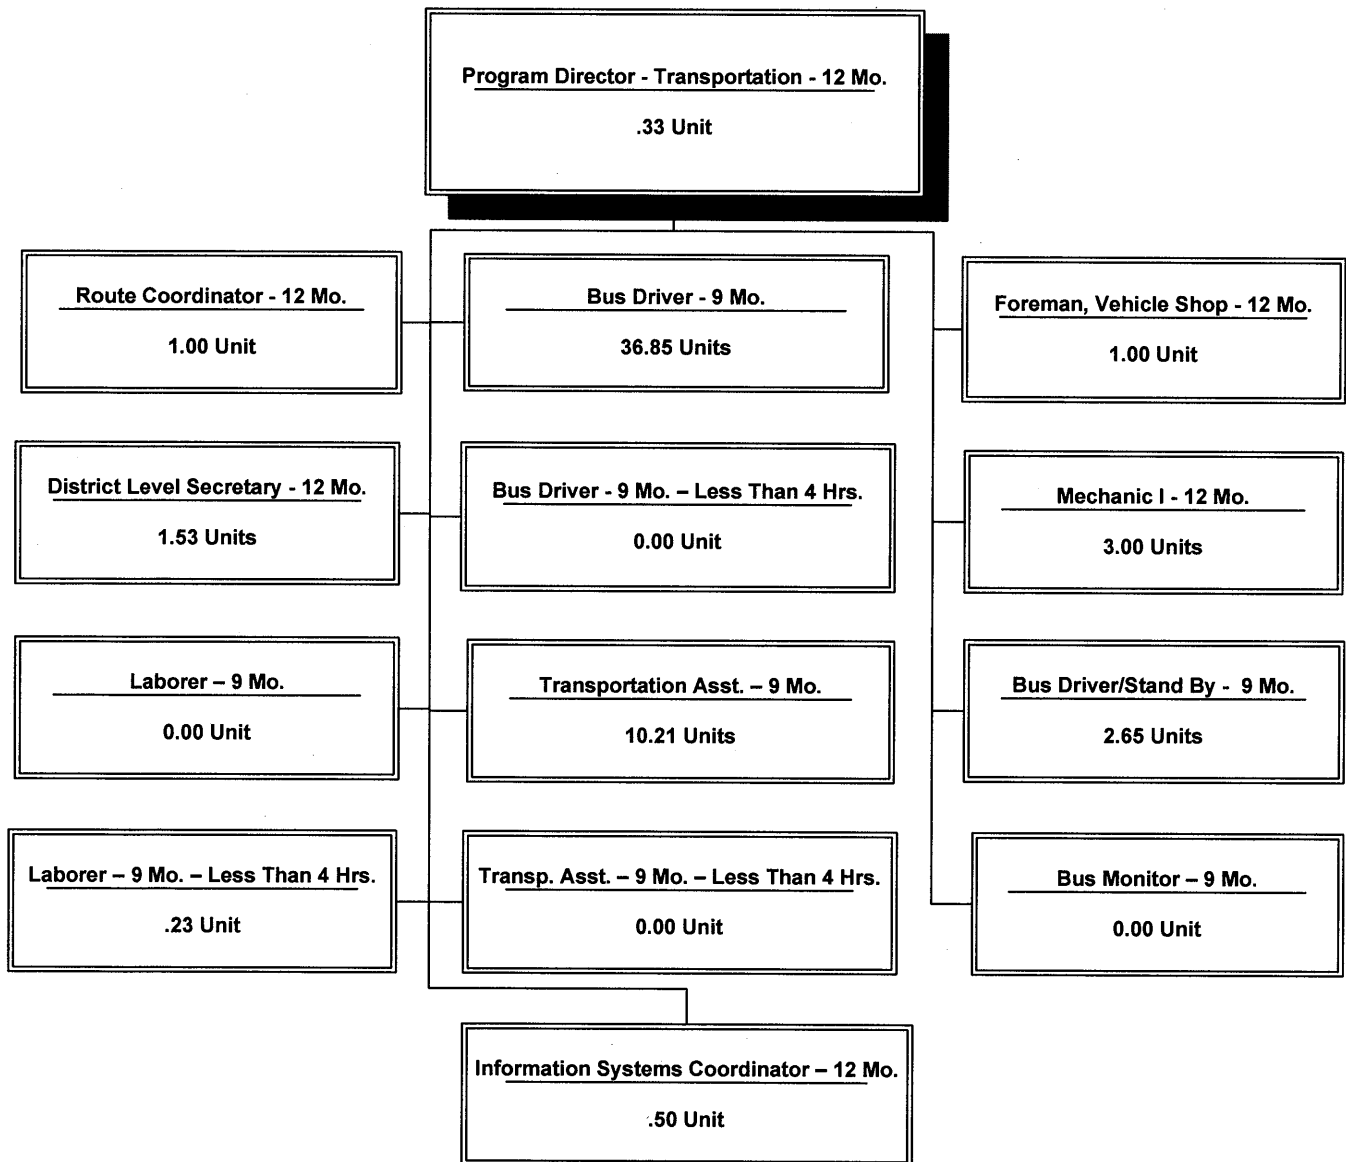 Program Director - Transportation - 12 Mo.
.33 Unit
Route Coordinator - 12 Mo.
1.00 Unit
Bus Driver - 9 Mo.
36.85 Units
Foreman, Vehicle Shop - 12 Mo.
1.00 Unit
District Level Secretary - 12 Mo.
1.53 Units
Bus Driver - 9 Mo. – Less Than 4 Hrs.
0.00 Unit
Mechanic I - 12 Mo.
3.00 Units
Laborer – 9 Mo.
0.00 Unit
Transportation Asst. – 9 Mo.
10.21 Units
Bus Driver/Stand By - 9 Mo.
2.65 Units
Laborer – 9 Mo. – Less Than 4 Hrs.
.23 Unit
Transp. Asst. – 9 Mo. – Less Than 4 Hrs.
0.00 Unit
Bus Monitor – 9 Mo.
0.00 Unit
Information Systems Coordinator – 12 Mo.
.50 Unit